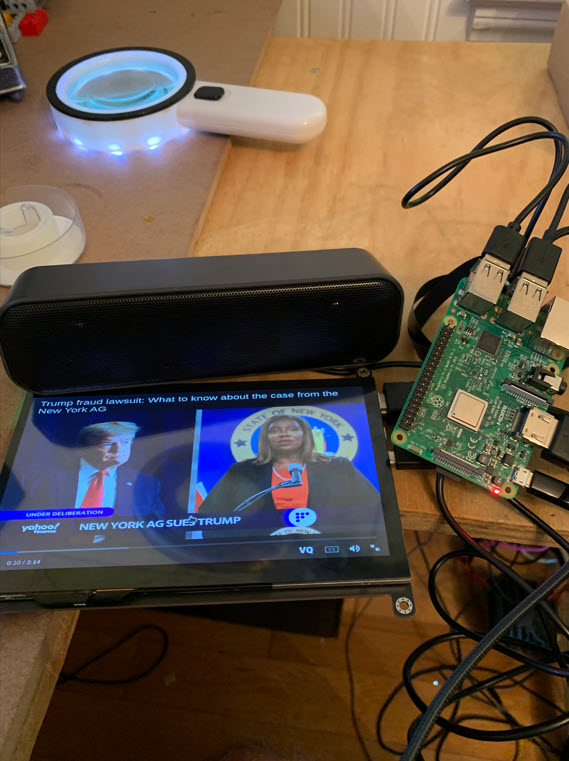 Trump fraud lawsuit: What to know about the case from the
New York AG
STATE OF NEW YORK
UNDER DELIBERATION
yahoo!
finance
NEW YORK AG SUES TRUMP
0:10 / 3:14
VQ
CC